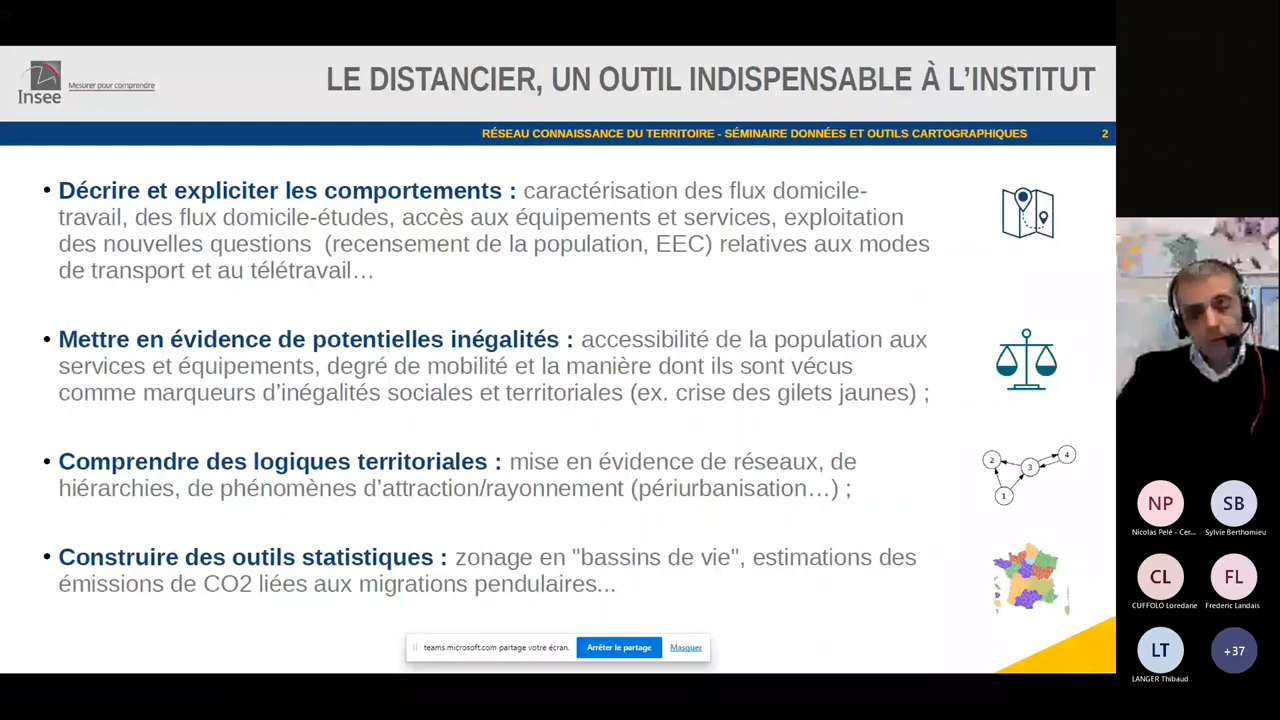 Insee
Mesurer pour comprendre
LE DISTANCIER, UN OUTIL INDISPENSABLE À L’INSTITUT
RÉSEAU CONNAISSANCE DU TERRITOIRE - SÉMINAIRE DONNÉES ET OUTILS CARTOGRAPHIQUES
2
• Décrire et expliciter les comportements : caractérisation des flux domicile-
travail, des flux domicile-études, accès aux équipements et services, exploitation
des nouvelles questions (recensement de la population, EEC) relatives aux modes
de transport et au télétravail…
• Mettre en évidence de potentielles inégalités : accessibilité de la population aux
services et équipements, degré de mobilité et la manière dont ils sont vécus
comme marqueurs d’inégalités sociales et territoriales (ex. crise des gilets jaunes) ;
• Comprendre des logiques territoriales : mise en évidence de réseaux, de
hiérarchies, de phénomènes d’attraction/rayonnement (périurbanisation…) ;
2
3
4
1
• Construire des outils statistiques : zonage en "bassins de vie", estimations des
émissions de CO2 liées aux migrations pendulaires...
teams.microsoft.com partage votre écran.
Arrêter le partage
Masquer
NP
Nicolas Pelé - Cer...
SB
Sylvie Berthomieu
CL
CUFFOLO Loredane
FL
Frederic Landais
LT
LANGER Thibaud
+37